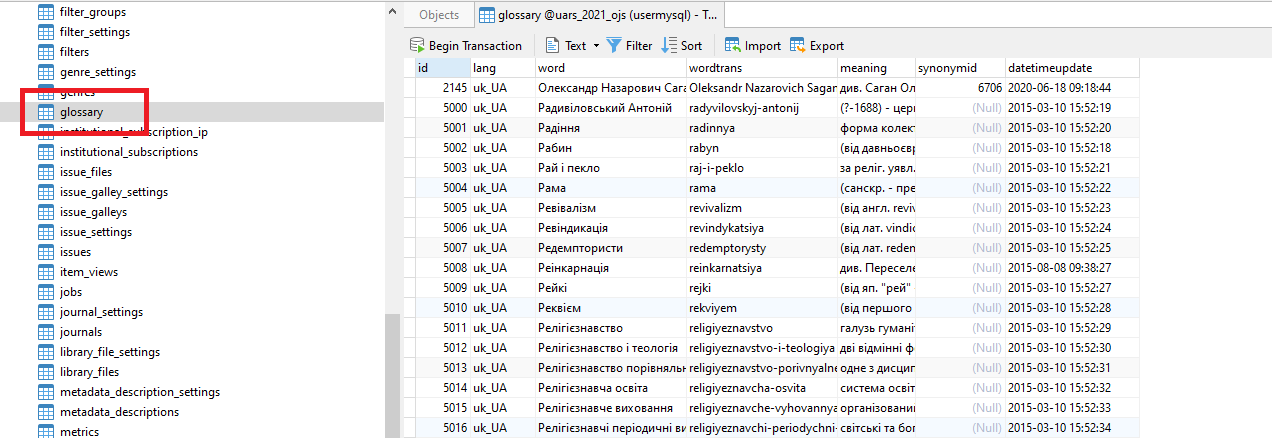 filter_groups
filter_settings
filters
genre_settings
genres
glossary
institutional_subscription_ip
institutional_subscriptions
issue_files
issue_galley_settings
issue_galleys
issue_settings
issues
item_views
jobs
journal_settings
journals
library_file_settings
library_files
metadata_description_settings
metadata_descriptions
metrics
Objects glossary @uars_2021_ojs (usermysql) - T...
Begin Transaction Text Filter Sort Import Export
id lang word wordtrans meaning synonymid datetimeupdate
2145 uk_UA Олександр Назарович Сага Oleksandr Nazarovich Sagan див. Саган Ол 6706 2020-06-18 09:18:44
5000 uk_UA Радивіловський Антоній radyvilovskyj-antonij (?-1688) - церн (Null) 2015-03-10 15:52:19
5001 uk_UA Радіння radinnya форма колект (Null) 2015-03-10 15:52:20
5002 uk_UA Рабин rabyn (від давньоєвр (Null) 2015-03-10 15:52:18
5003 uk_UA Рай і пекло raj-i-peklo за реліг. уявл. (Null) 2015-03-10 15:52:21
5004 uk_UA Рама rama (санскр. - пре (Null) 2015-03-10 15:52:22
5005 uk_UA Ревівалізм revivalizm (від англ. reviv (Null) 2015-03-10 15:52:23
5006 uk_UA Ревіндикація revindykatsiya (від лат. vindic (Null) 2015-03-10 15:52:24
5007 uk_UA Редемптористи redemptorysty (від лат. reden (Null) 2015-03-10 15:52:25
5008 uk_UA Реінкарнація reinkarnatsiya див. Переселе (Null) 2015-08-08 09:38:27
5009 uk_UA Рейкі rejki (від яп. "рей" (Null) 2015-03-10 15:52:27
5010 uk_UA Реквієм rekviyem (від першого (Null) 2015-03-10 15:52:28
5011 uk_UA Релігієзнавство religiyeznavstvo галузь гумані (Null) 2015-03-10 15:52:29
5012 uk_UA Релігієзнавство і теологія religiyeznavstvo-i-teologiya дві відмінні ф (Null) 2015-03-10 15:52:30
5013 uk_UA Релігієзнавство порівняльн religiyeznavstvo-porivnyalne одне з дисцип (Null) 2015-03-10 15:52:31
5014 uk_UA Релігієзнавча освіта religiyeznavcha-osvita система освіт (Null) 2015-03-10 15:52:32
5015 uk_UA Релігієзнавче виховання religiyeznavche-vyhovannya організовани (Null) 2015-03-10 15:52:33
5016 uk_UA Релігієзнавчі періодичні ви religiyeznavchi-periodychni- світські та бог (Null) 2015-03-10 15:52:34